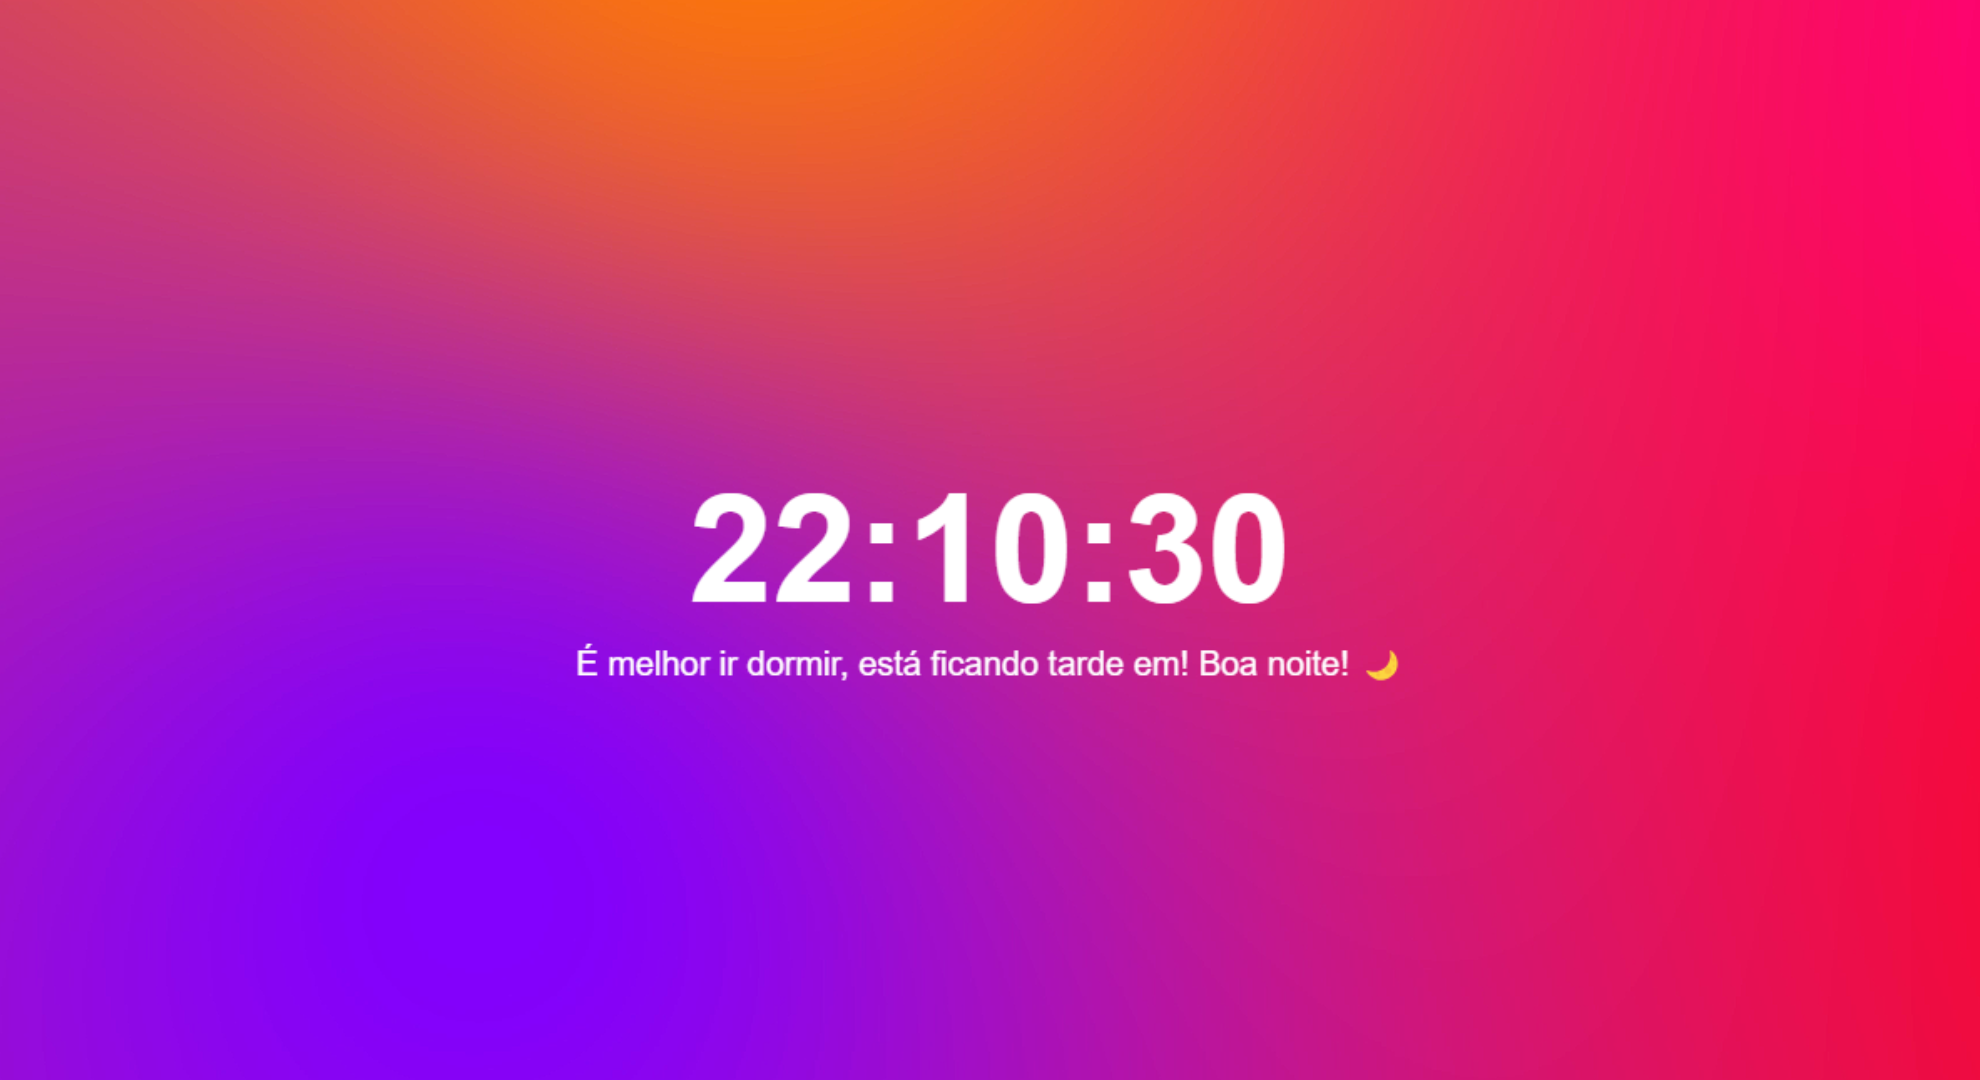 22:10:30
É melhor ir dormir, está ficando tarde em! Boa noite! 🌙